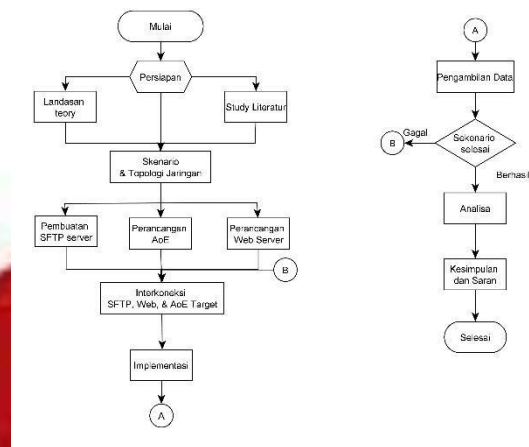 Mulai
Persiapan
Landasan
teory
Study Literatur
Skenario
& Topologi Jaringan
Pembuatan
SFTP server
Perancangan
AoE
Perancangan
Web Server
B
Interkoneksi
SFTP, Web, & AoE Target
Implementasi
A
A
Pengambilan Data
Sekenario
selesai
Gagal
B
Berhasil
Analisa
Kesimpulan
dan Saran
Selesai